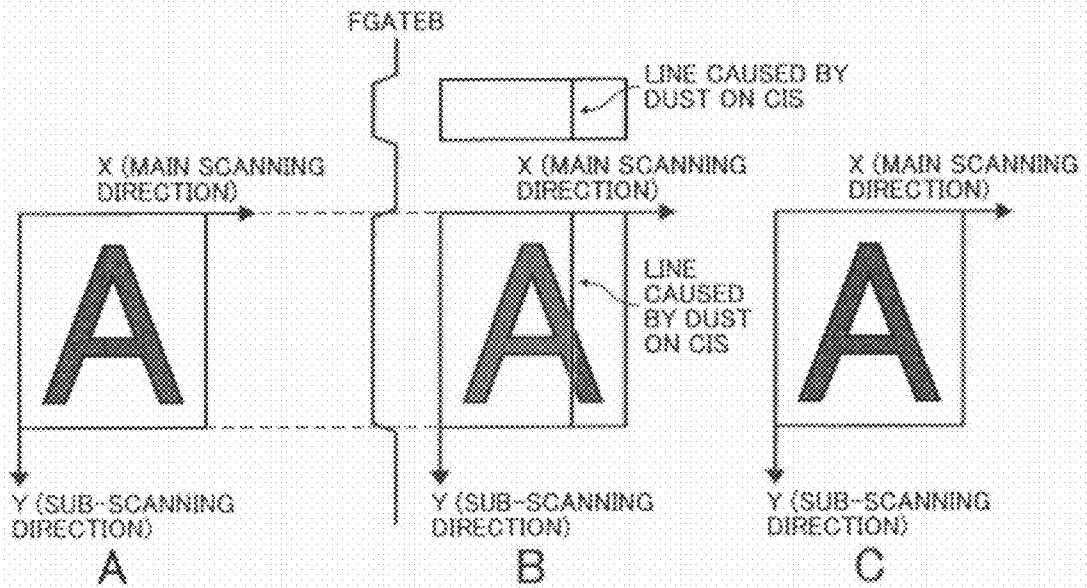 FGATEB
LINE CAUSED BY
DUST ON CIS
X (MAIN SCANNING
DIRECTION)
A
Y (SUB-SCANNING
DIRECTION)
A
X (MAIN SCANNING
DIRECTION)
A
LINE
CAUSED
BY DUST
ON CIS
Y (SUB-SCANNING
DIRECTION)
B
X (MAIN SCANNING
DIRECTION)
A
Y (SUB-SCANNING
DIRECTION)
C